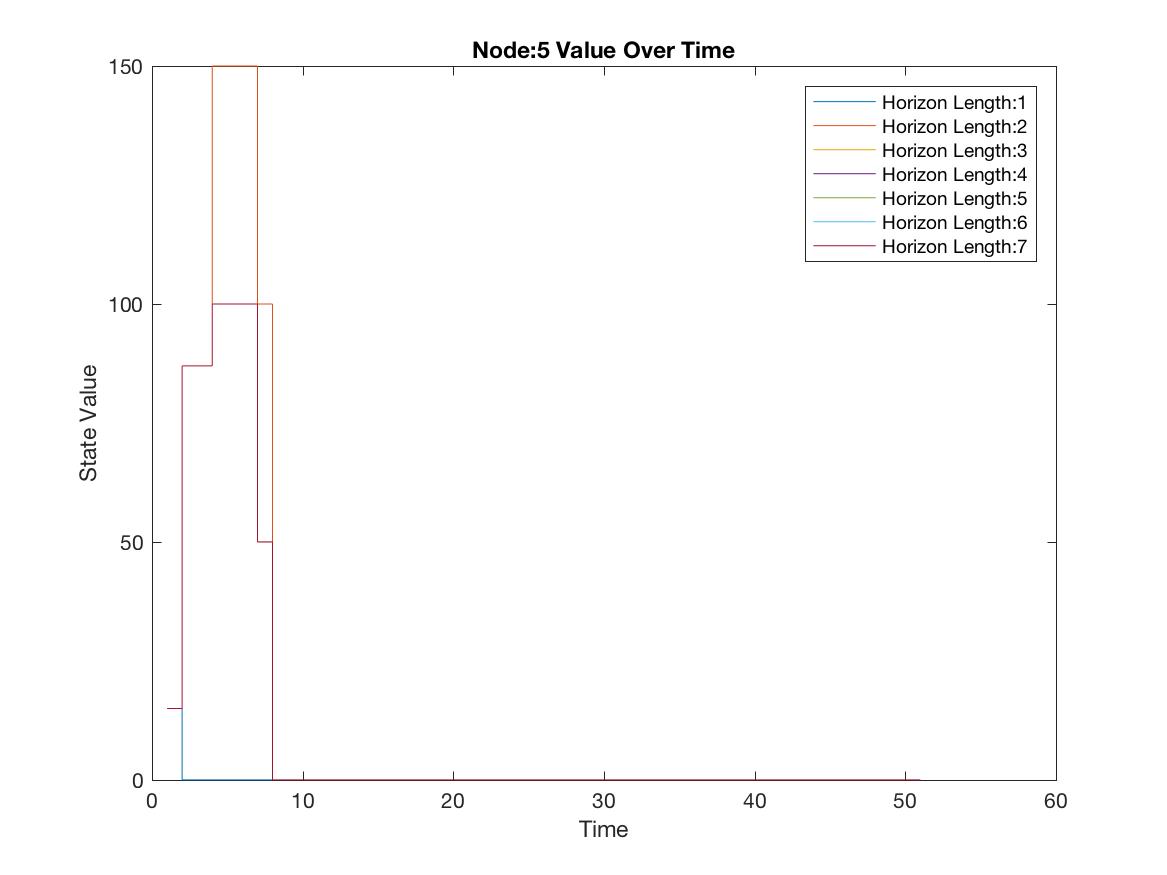 Node:5 Value Over Time
150
100
50
0
State Value
0 10 20 30 40 50 60
Time
Horizon Length:1
Horizon Length:2
Horizon Length:3
Horizon Length:4
Horizon Length:5
Horizon Length:6
Horizon Length:7